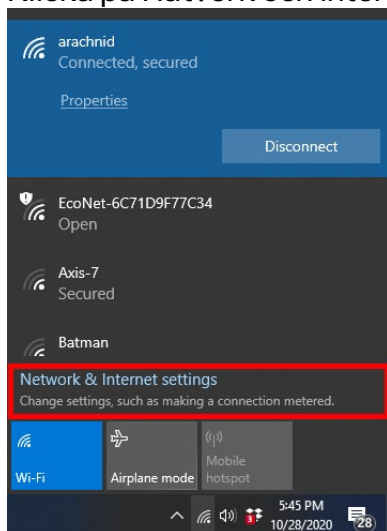 arachnid
Connected, secured
Properties
Disconnect
EcoNet-6C71D9F77C34
Open
Axis-7
Secured
Batman
Network & Internet settings
Change settings, such as making a connection metered.
Wi-Fi
Airplane mode
Mobile
hotspot
3
5:45 PM
10/28/2020
28